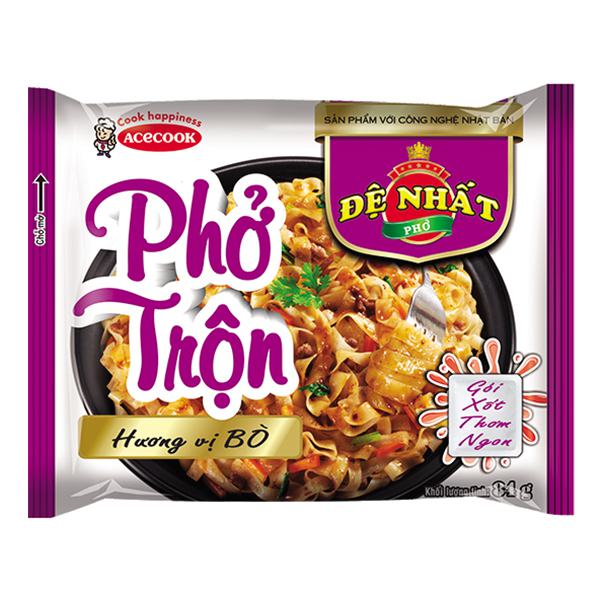 Cook happiness
ACECOOK
SẢN PHẨM VỚI CÔNG NGHỆ NHẬT BẢN
ĐỆ NHẤT
PHỞ
Chỗ mở
Phở
Trộn
Hương vị BÒ
Gói
Xốt
Thơm
Ngon
Khối lượng tịnh: 84 g